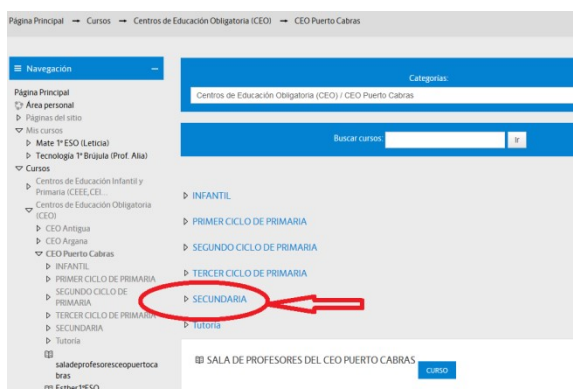 Página Principal → Cursos → Centros de Educación Obligatoria (CEO) → CEO Puerto Cabras
Navegación
Página Principal
Área personal
Páginas del sitio
Mis cursos
Mate 1º ESO (Leticia)
Tecnología 1º Brújula (Prof. Alia)
Cursos
Centros de Educación Infantil y
Primaria (CEEE,CEI...
Centros de Educación Obligatoria
(CEO)
CEO Antigua
CEO Argana
CEO Puerto Cabras
INFANTIL
PRIMER CICLO DE PRIMARIA
SEGUNDO CICLO DE
PRIMARIA
TERCER CICLO DE PRIMARIA
SECUNDARIA
Tutoría
saladeprofesoresceopuertoca
bras
Esther1ºESO
Categorías:
Centros de Educación Obligatoria (CEO) / CEO Puerto Cabras
Buscar cursos:
Ir
INFANTIL
PRIMER CICLO DE PRIMARIA
SEGUNDO CICLO DE PRIMARIA
TERCER CICLO DE PRIMARIA
SECUNDARIA
Tutoría
SALA DE PROFESORES DEL CEO PUERTO CABRAS
CURSO